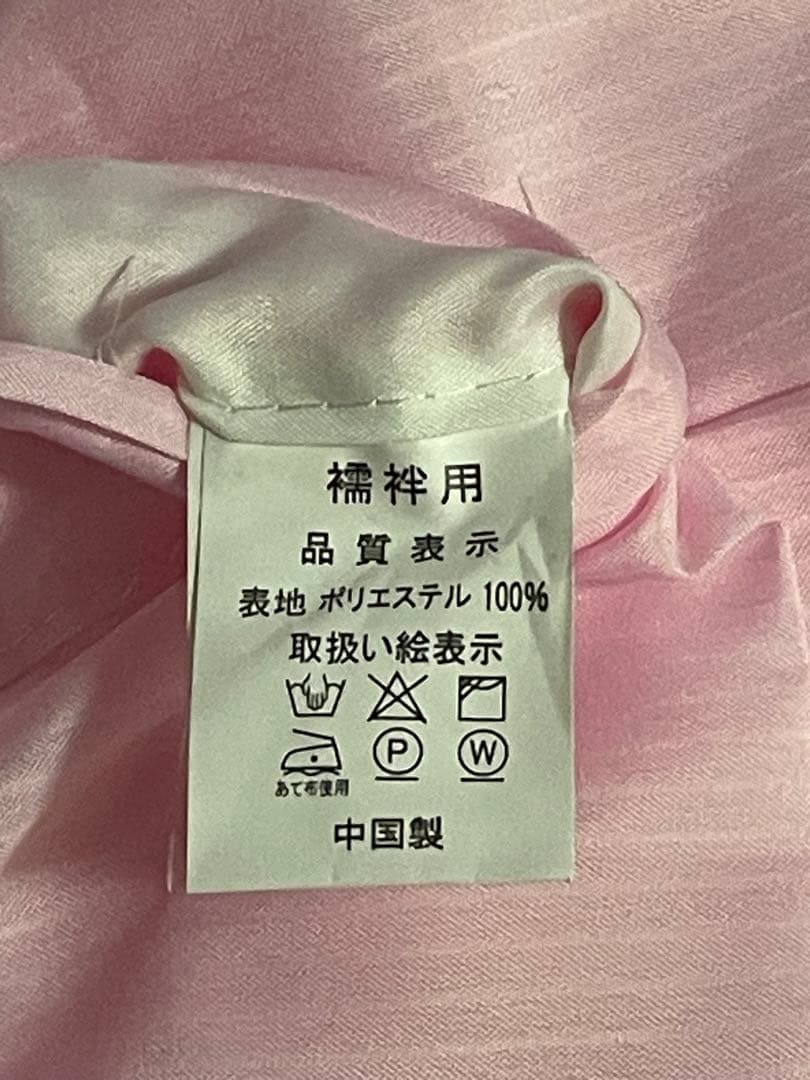 襦袢用
品質表示
表地 ポリエステル 100%
取扱い絵表示
P W
あて布使用
中国製